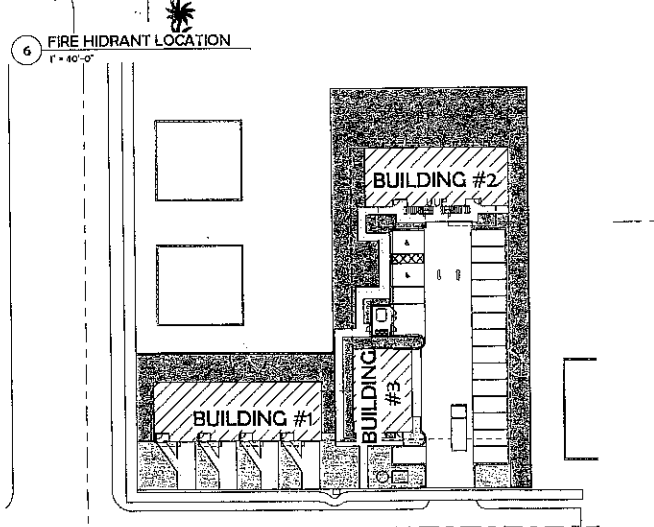 6 FIRE HIDRANT LOCATION
1" = 40'-0"
BUILDING #2
BUILDING #3
BUILDING #1